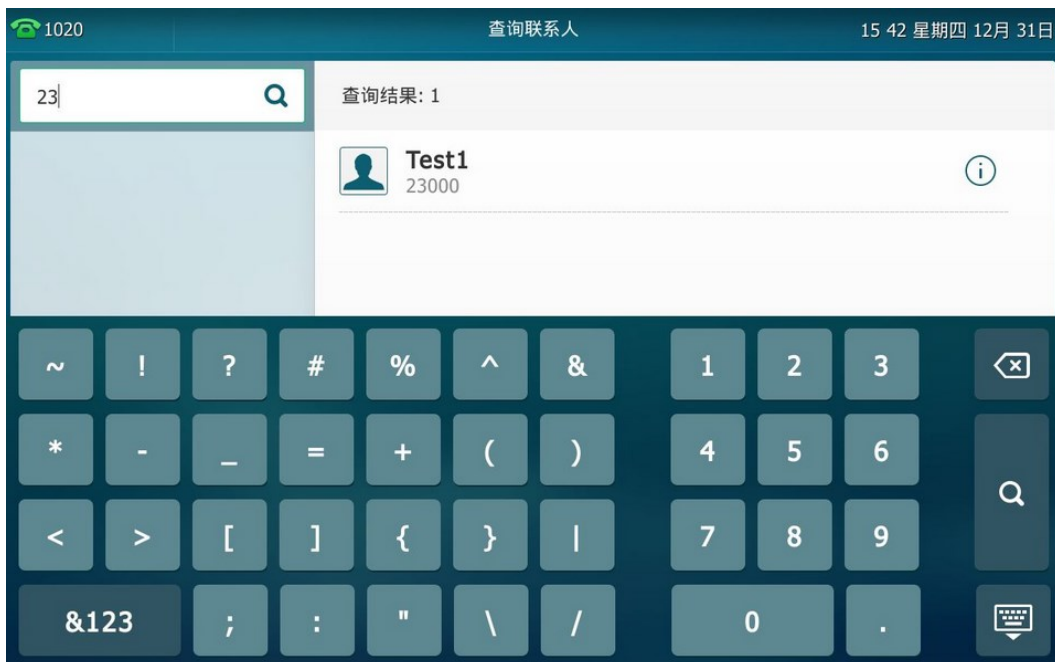 1020
查询联系人
15 42 星期四 12月 31日
23
查询结果: 1
Test1
23000
~ ! ? # % ^ & 1 2 3
* - _ = + ( ) 4 5 6
< > [ ] { } | 7 8 9
&123 ; : " \ / 0 .